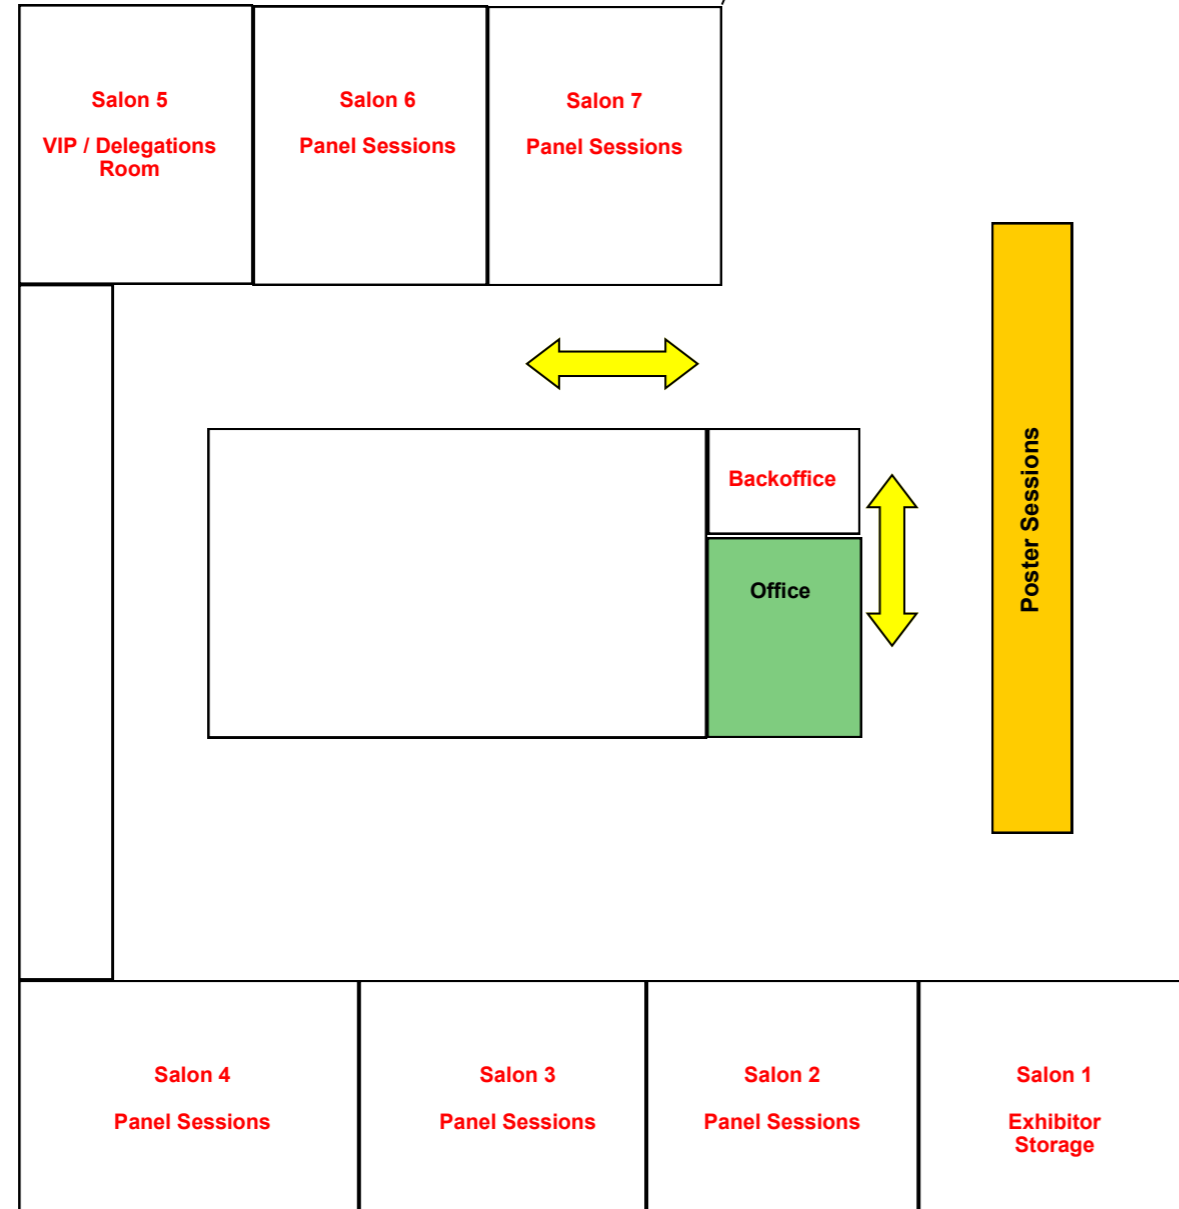 Salon 5
VIP / Delegations
Room
Salon 6
Panel Sessions
Salon 7
Panel Sessions
Backoffice
Office
Poster Sessions
Salon 4
Panel Sessions
Salon 3
Panel Sessions
Salon 2
Panel Sessions
Salon 1
Exhibitor
Storage